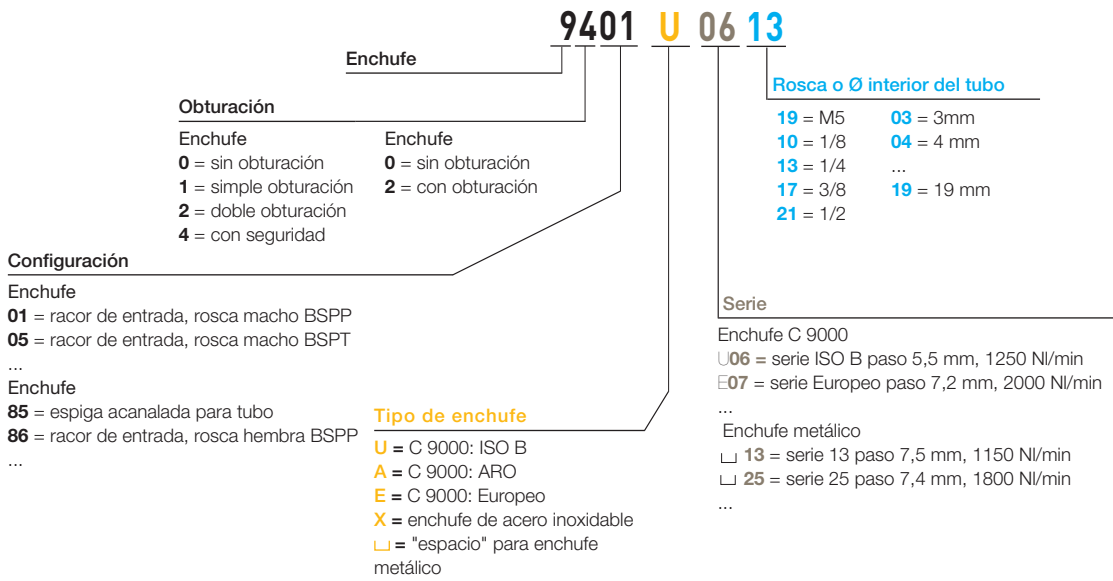 9401 U 06 13
Enchufe
Obturación
Enchufe
0 = sin obturación
1 = simple obturación
2 = doble obturación
4 = con seguridad
Enchufe
0 = sin obturación
2 = con obturación
Configuración
Enchufe
01 = racor de entrada, rosca macho BSPP
05 = racor de entrada, rosca macho BSPT
...
Enchufe
85 = espiga acanalada para tubo
86 = racor de entrada, rosca hembra BSPP
...
Tipo de enchufe
U = C 9000: ISO B
A = C 9000: ARO
E = C 9000: Europeo
X = enchufe de acero inoxidable
⎵ = "espacio" para enchufe
metálico
Rosca o Ø interior del tubo
19 = M5
10 = 1/8
13 = 1/4
17 = 3/8
21 = 1/2
03 = 3mm
04 = 4 mm
...
19 = 19 mm
Serie
Enchufe C 9000
U06 = serie ISO B paso 5,5 mm, 1250 Nl/min
E07 = serie Europeo paso 7,2 mm, 2000 Nl/min
...
Enchufe metálico
⎵ 13 = serie 13 paso 7,5 mm, 1150 Nl/min
⎵ 25 = serie 25 paso 7,4 mm, 1800 Nl/min
...